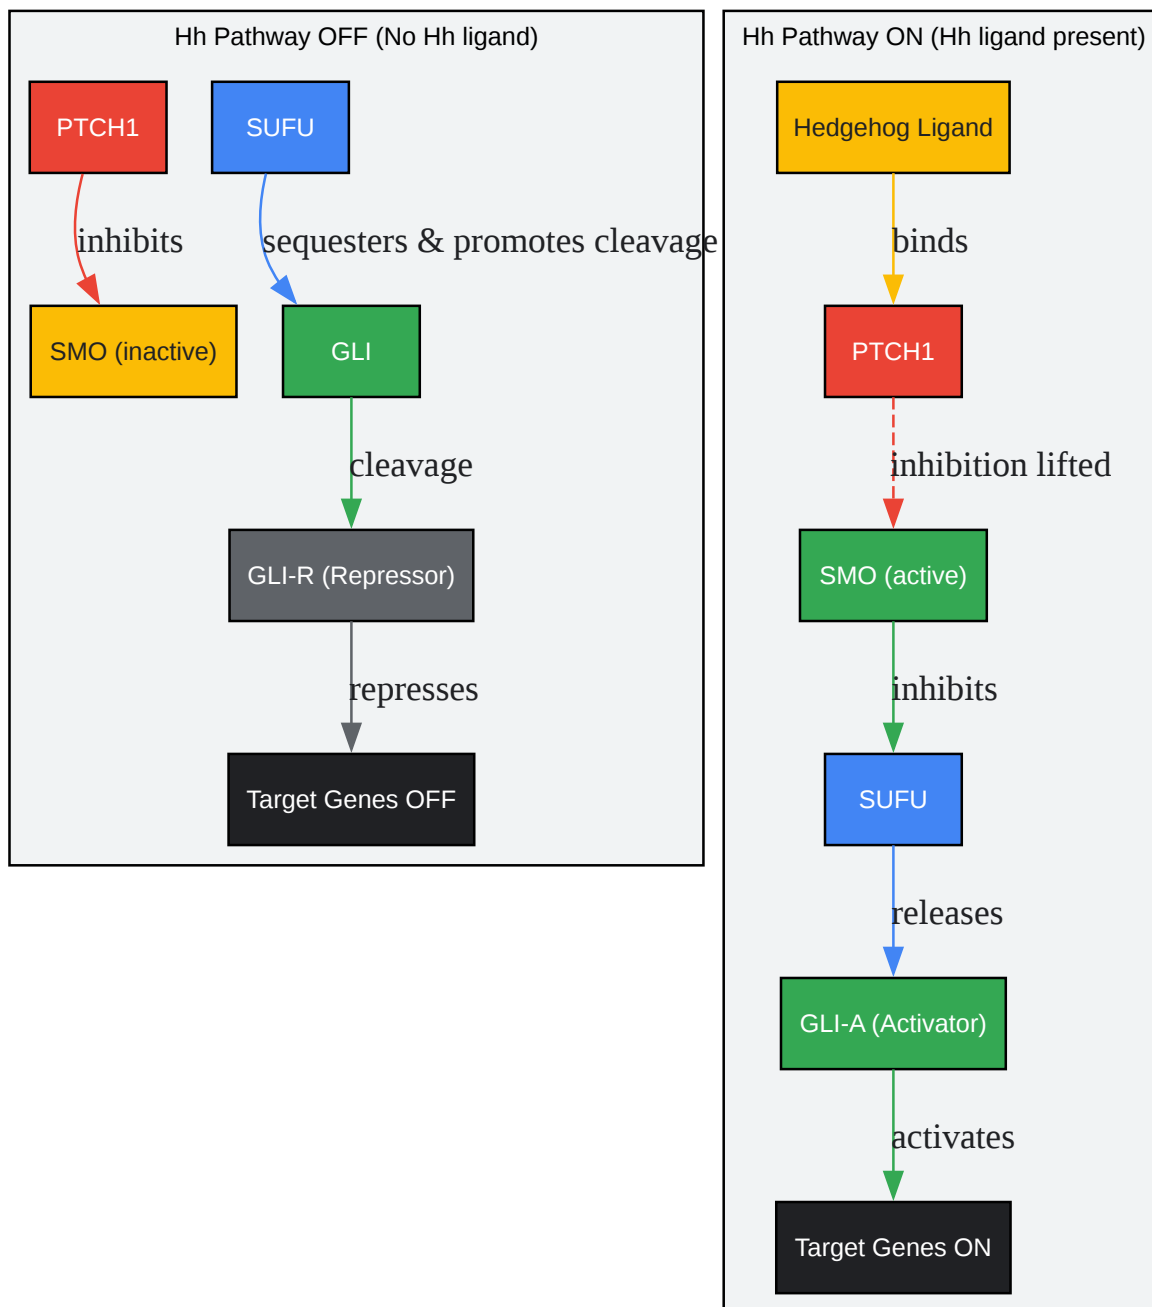 Hh Pathway OFF (No Hh ligand)
PTCH1
SUFU
inhibits
sequesters & promotes cleavage
SMO (inactive)
GLI
cleavage
GLI-R (Repressor)
represses
Target Genes OFF
Hh Pathway ON (Hh ligand present)
Hedgehog Ligand
binds
PTCH1
inhibition lifted
SMO (active)
inhibits
SUFU
releases
GLI-A (Activator)
activates
Target Genes ON